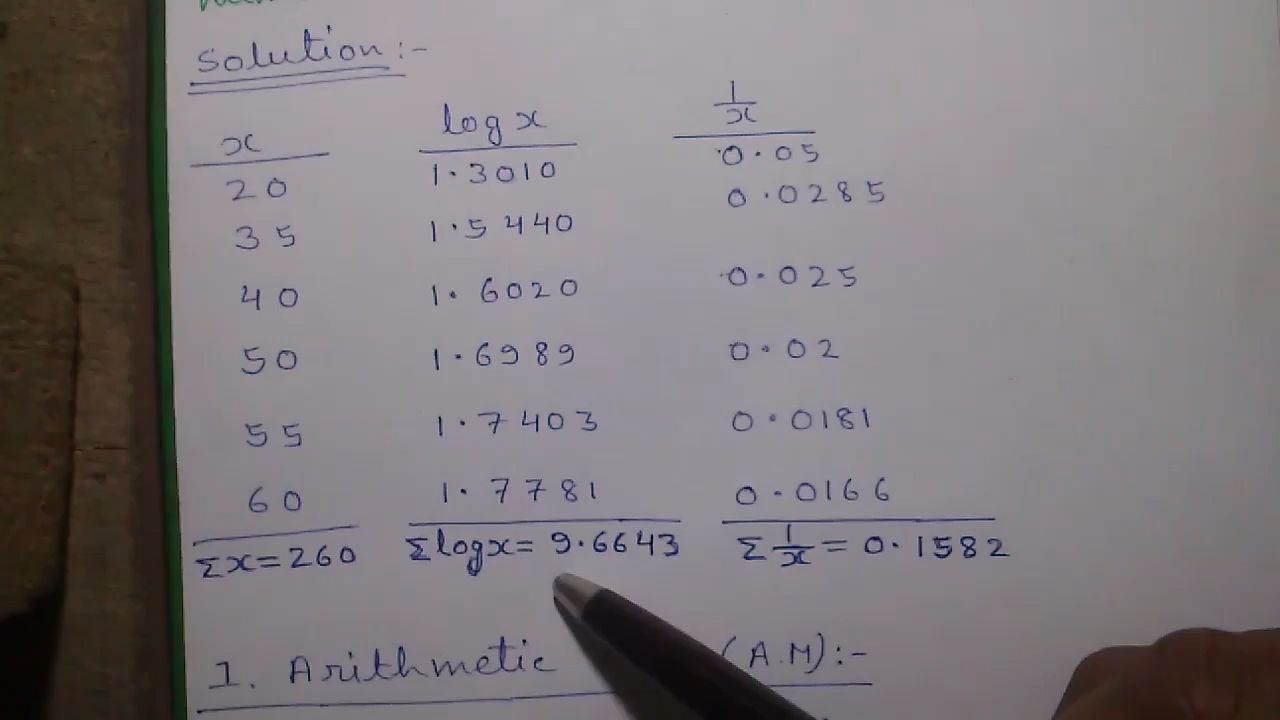 Solution :-
x log x 1/x
20 1.3010 0.05
35 1.5440 0.0285
40 1.6020 0.025
50 1.6989 0.02
55 1.7403 0.0181
60 1.7781 0.0166
Σx=260 Σlogx= 9.6643 Σ1/x = 0.1582
1. Arithmetic (A.M):-